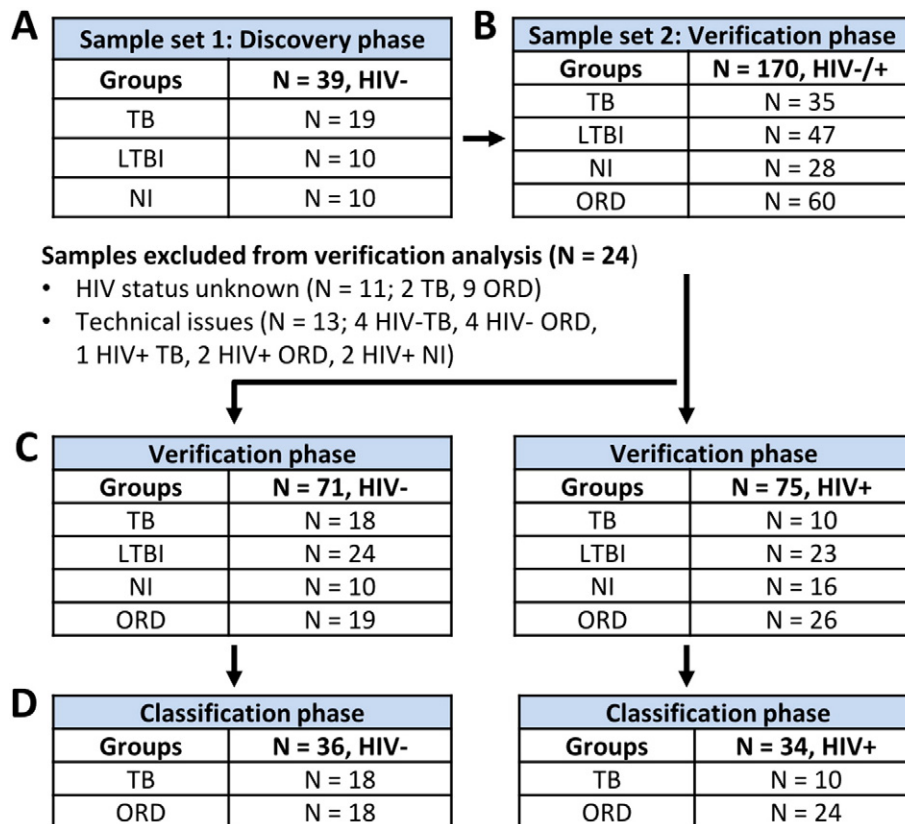 A
Sample set 1: Discovery phase
Groups N = 39, HIV-
TB N = 19
LTBI N = 10
NI N = 10
B
Sample set 2: Verification phase
Groups N = 170, HIV-/+
TB N = 35
LTBI N = 47
NI N = 28
ORD N = 60
Samples excluded from verification analysis (N = 24)
• HIV status unknown (N = 11; 2 TB, 9 ORD)
• Technical issues (N = 13; 4 HIV-TB, 4 HIV- ORD,
1 HIV+ TB, 2 HIV+ ORD, 2 HIV+ NI)
C
Verification phase
Groups N = 71, HIV-
TB N = 18
LTBI N = 24
NI N = 10
ORD N = 19
Verification phase
Groups N = 75, HIV+
TB N = 10
LTBI N = 23
NI N = 16
ORD N = 26
D
Classification phase
Groups N = 36, HIV-
TB N = 18
ORD N = 18
Classification phase
Groups N = 34, HIV+
TB N = 10
ORD N = 24